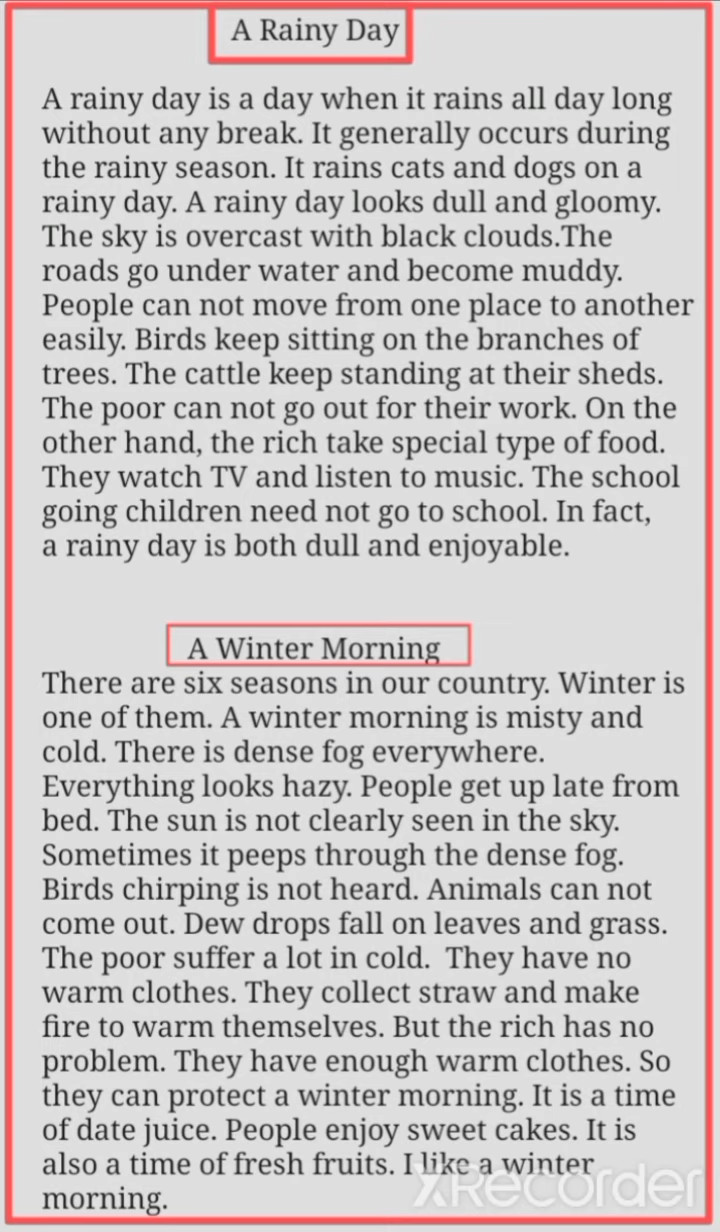 A Rainy Day
A rainy day is a day when it rains all day long
without any break. It generally occurs during
the rainy season. It rains cats and dogs on a
rainy day. A rainy day looks dull and gloomy.
The sky is overcast with black clouds.The
roads go under water and become muddy.
People can not move from one place to another
easily. Birds keep sitting on the branches of
trees. The cattle keep standing at their sheds.
The poor can not go out for their work. On the
other hand, the rich take special type of food.
They watch TV and listen to music. The school
going children need not go to school. In fact,
a rainy day is both dull and enjoyable.
A Winter Morning
There are six seasons in our country. Winter is
one of them. A winter morning is misty and
cold. There is dense fog everywhere.
Everything looks hazy. People get up late from
bed. The sun is not clearly seen in the sky.
Sometimes it peeps through the dense fog.
Birds chirping is not heard. Animals can not
come out. Dew drops fall on leaves and grass.
The poor suffer a lot in cold.  They have no
warm clothes. They collect straw and make
fire to warm themselves. But the rich has no
problem. They have enough warm clothes. So
they can protect a winter morning. It is a time
of date juice. People enjoy sweet cakes. It is
also a time of fresh fruits. I like a winter
morning.
XRecorder